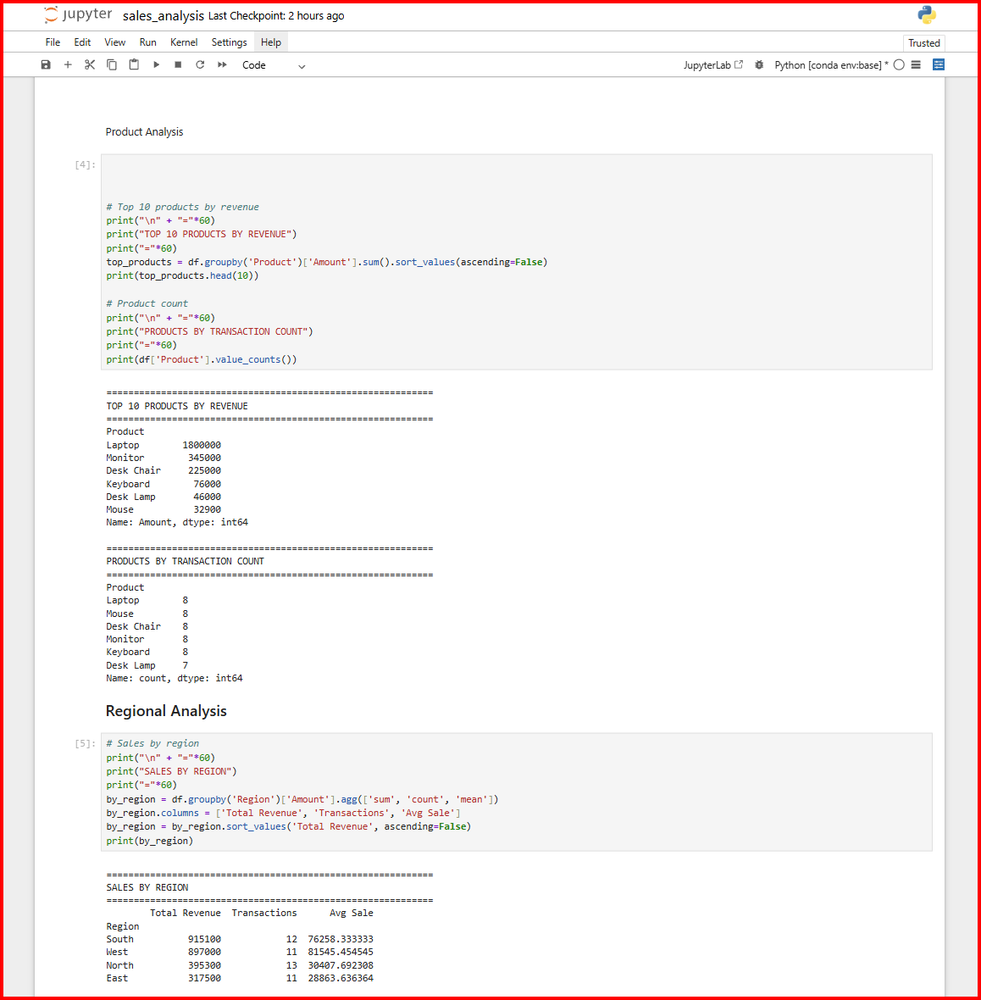 jupyter sales_analysis Last Checkpoint: 2 hours ago
File Edit View Run Kernel Settings Help Trusted
Code JupyterLab Python [conda env:base] *
Product Analysis
[4]:
# Top 10 products by revenue
print("\n" + "="*60)
print("TOP 10 PRODUCTS BY REVENUE")
print("="*60)
top_products = df.groupby('Product')['Amount'].sum().sort_values(ascending=False)
print(top_products.head(10))
# Product count
print("\n" + "="*60)
print("PRODUCTS BY TRANSACTION COUNT")
print("="*60)
print(df['Product'].value_counts())
============================================================
TOP 10 PRODUCTS BY REVENUE
============================================================
Product
Laptop        1800000
Monitor        345000
Desk Chair     225000
Keyboard        76000
Desk Lamp       46000
Mouse           32900
Name: Amount, dtype: int64
============================================================
PRODUCTS BY TRANSACTION COUNT
============================================================
Product
Laptop        8
Mouse         8
Desk Chair    8
Monitor       8
Keyboard      8
Desk Lamp     7
Name: count, dtype: int64
Regional Analysis
[5]: # Sales by region
print("\n" + "="*60)
print("SALES BY REGION")
print("="*60)
by_region = df.groupby('Region')['Amount'].agg(['sum', 'count', 'mean'])
by_region.columns = ['Total Revenue', 'Transactions', 'Avg Sale']
by_region = by_region.sort_values('Total Revenue', ascending=False)
print(by_region)
============================================================
SALES BY REGION
============================================================
        Total Revenue  Transactions      Avg Sale
Region
South          915100            12  76258.333333
West           897000            11  81545.454545
North          395300            13  30407.692308
East           317500            11  28863.636364